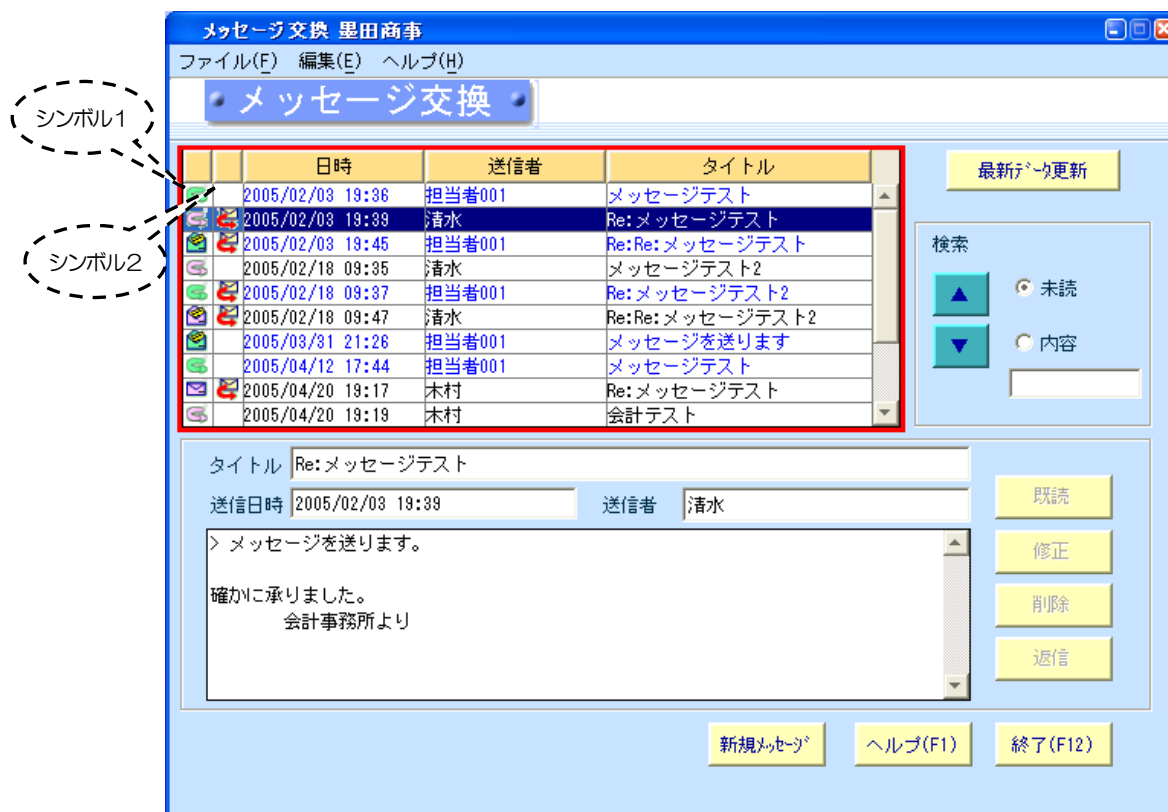 メッセージ交換 墨田商事
ファイル(F) 編集(E) ヘルプ(H)
メッセージ交換
シンボル1
シンボル2
日時 送信者 タイトル
2005/02/03 19:36 担当者001 メッセージテスト
2005/02/03 19:39 清水 Re:メッセージテスト
2005/02/03 19:45 担当者001 Re:Re:メッセージテスト
2005/02/18 09:35 清水 メッセージテスト2
2005/02/18 09:37 担当者001 Re:メッセージテスト2
2005/02/18 09:47 清水 Re:Re:メッセージテスト2
2005/03/31 21:26 担当者001 メッセージを送ります
2005/04/12 17:44 担当者001 メッセージテスト
2005/04/20 19:17 木村 Re:メッセージテスト
2005/04/20 19:19 木村 会計テスト
最新ﾃﾞｰﾀ更新
検索
未読
内容
タイトル Re:メッセージテスト
送信日時 2005/02/03 19:39 送信者 清水
> メッセージを送ります。
確かに承りました。
会計事務所より
既読
修正
削除
返信
新規ﾒｯｾｰｼﾞ ヘルプ(F1) 終了(F12)